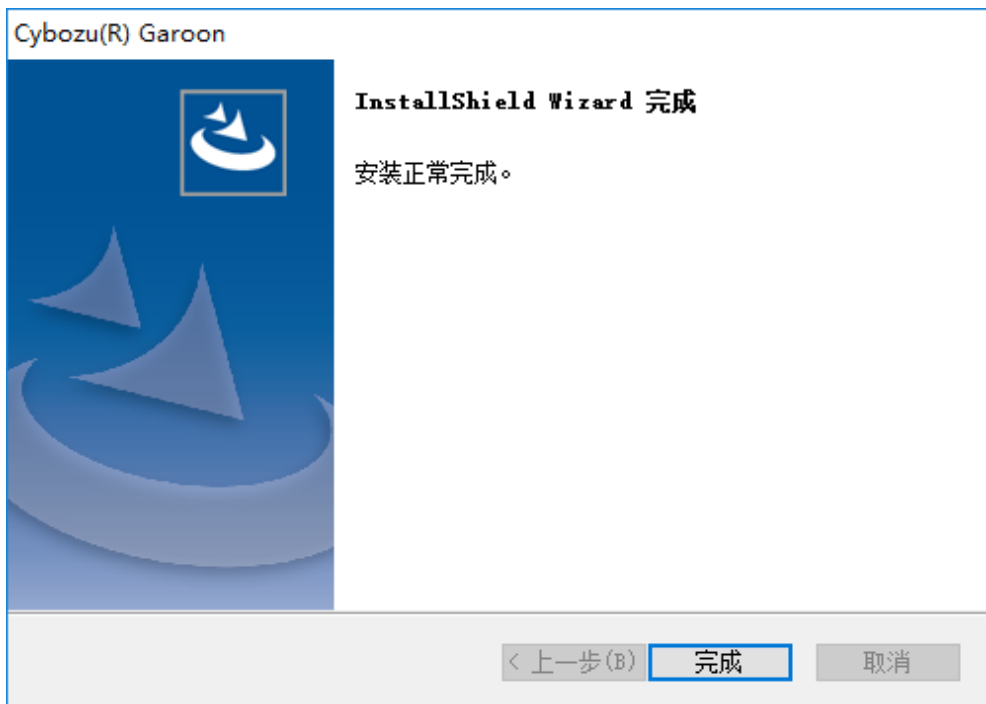 Cybozu(R) Garoon
InstallShield Wizard 完成
安装正常完成。
< 上一步(B)
完成
取消